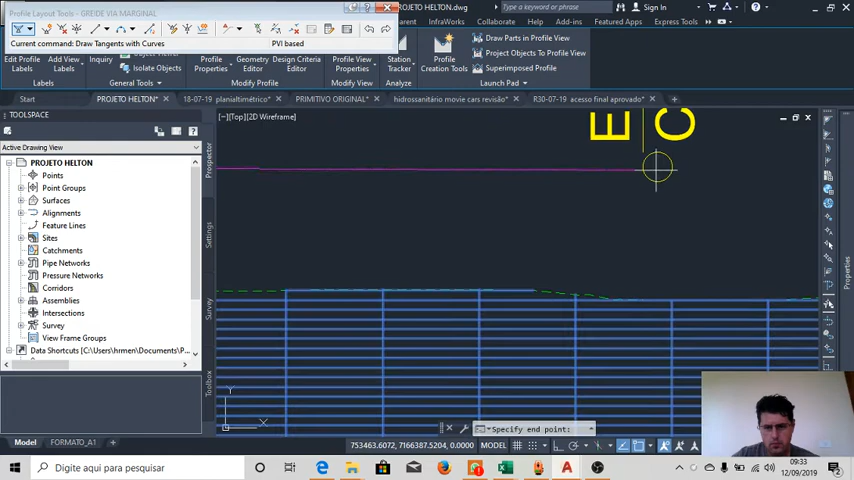 Profile Layout Tools - GREIDE VIA MARGINAL
PROJETO HELTON.dwg
Type a keyword or phrase
Sign In
Current command: Draw Tangents with Curves
PVI based
InfraWorks
Collaborate
Featured Apps
Express Tools
Edit Profile Labels
Add Labels
Inquiry
Isolate Objects
Profile Properties
Geometry Editor
Design Criteria Editor
Profile View Properties
Station Tracker
Profile Creation Tools
Draw Parts in Profile View
Project Objects To Profile View
Superimposed Profile
Labels
General Tools
Modify Profile
Modify View
Launch Pad
Start
PROJETO HELTON*
18-07-19 planialtimétrico*
PRIMITIVO ORIGINAL*
hidrossanitário movie cars revisão*
R30-07-19 acesso final aprovado*
TOOLSPACE
[−][Top][2D Wireframe]
Active Drawing View
PROJETO HELTON
Points
Point Groups
Surfaces
Alignments
Feature Lines
Sites
Catchments
Pipe Networks
Pressure Networks
Corridors
Assemblies
Intersections
Survey
View Frame Groups
Data Shortcuts [C:\Users\hrmen\Documents\P...
Prospector
Settings
Survey
Toolbox
Properties
E
C
Y
X
Specify end point:
Model
FORMATO_A1
753463.6072, 7166387.5204, 0.0000
MODEL
Digite aqui para pesquisar
09:33
12/09/2019
2